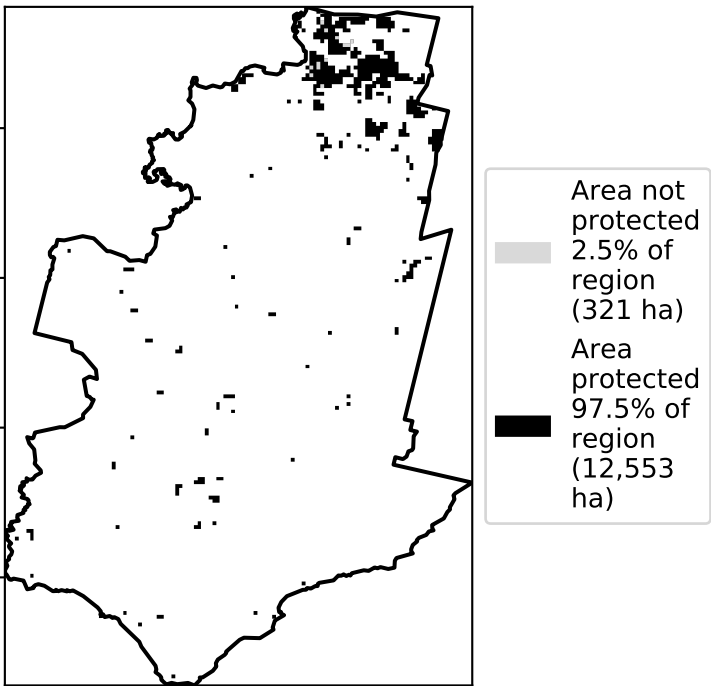 Area not
protected
2.5% of
region
(321 ha)
Area
protected
97.5% of
region
(12,553
ha)